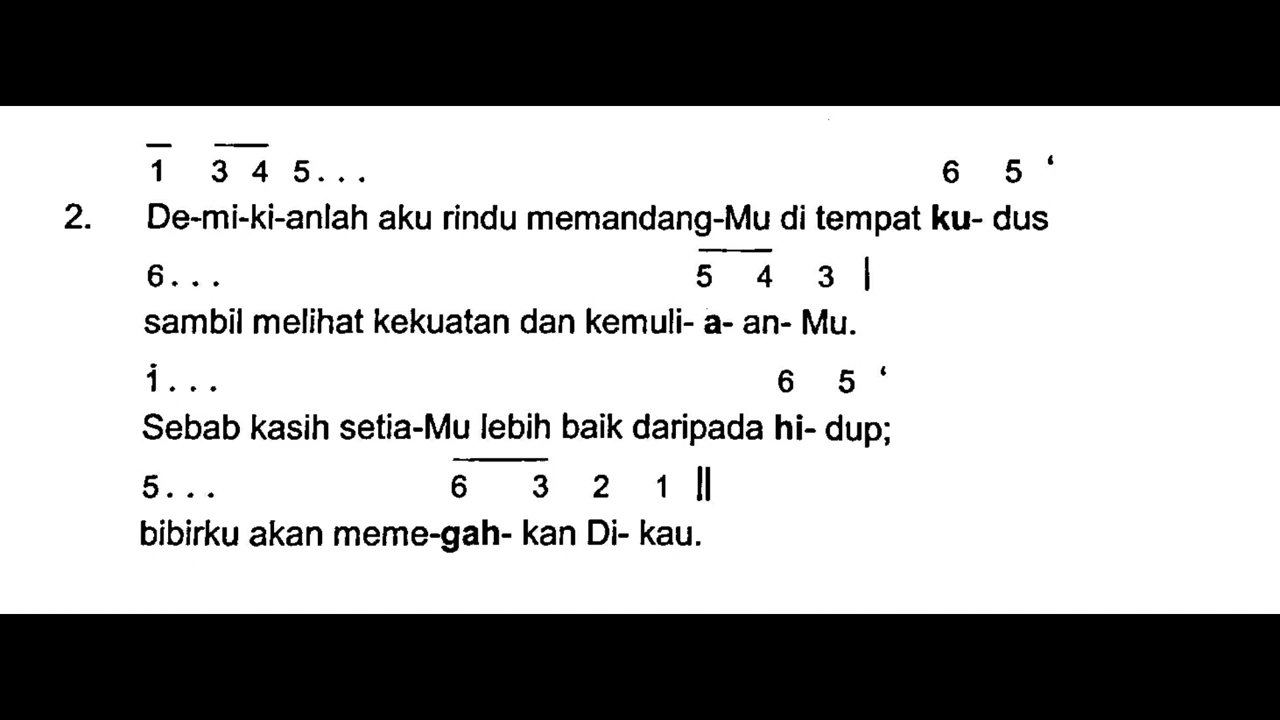 1 3 4 5... 6 5 ‘
2. De-mi-ki-anlah aku rindu memandang-Mu di tempat ku- dus
6... 5 4 3 |
sambil melihat kekuatan dan kemuli- a- an- Mu.
i... 6 5 ‘
Sebab kasih setia-Mu lebih baik daripada hi- dup;
5... 6 3 2 1 ||
bibirku akan meme-gah- kan Di- kau.